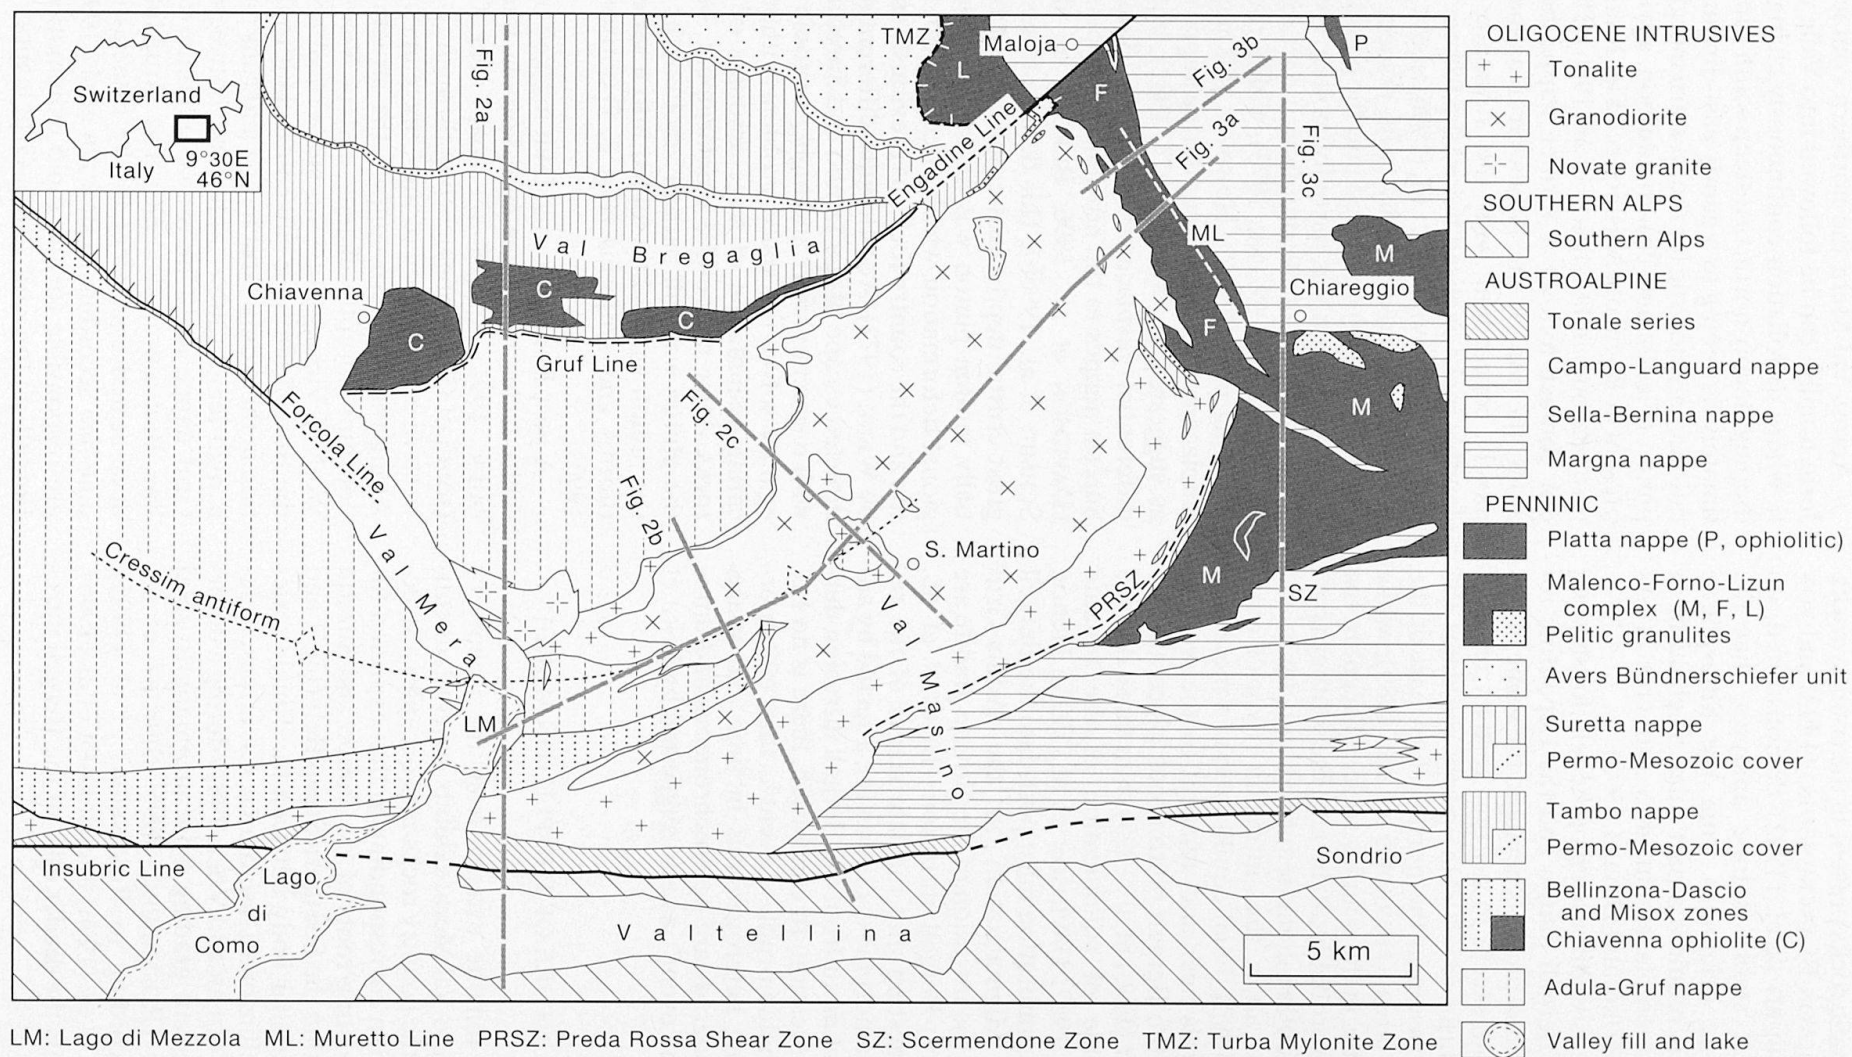 Switzerland
Italy
9°30E
46°N
Fig. 2a
TMZ
L
Maloja
F
P
Fig. 3b
Fig. 3a
Fig. 3c
Engadine Line
Val Bregaglia
ML
M
Chiareggio
Chiavenna
C
C
C
Gruf Line
F
M
Forcola Line
Fig. 2c
Fig. 2b
Val Mera
Cressim antiform
S. Martino
M
SZ
PRSZ
Val Masino
LM
Insubric Line
Lago
di
Como
Sondrio
Valtellina
5 km
OLIGOCENE INTRUSIVES
Tonalite
Granodiorite
Novate granite
SOUTHERN ALPS
Southern Alps
AUSTROALPINE
Tonale series
Campo-Languard nappe
Sella-Bernina nappe
Margna nappe
PENNINIC
Platta nappe (P, ophiolitic)
Malenco-Forno-Lizun
complex (M, F, L)
Pelitic granulites
Avers Bündnerschiefer unit
Suretta nappe
Permo-Mesozoic cover
Tambo nappe
Permo-Mesozoic cover
Bellinzona-Dascio
and Misox zones
Chiavenna ophiolite (C)
Adula-Gruf nappe
Valley fill and lake
LM: Lago di Mezzola ML: Muretto Line PRSZ: Preda Rossa Shear Zone SZ: Scermendone Zone TMZ: Turba Mylonite Zone